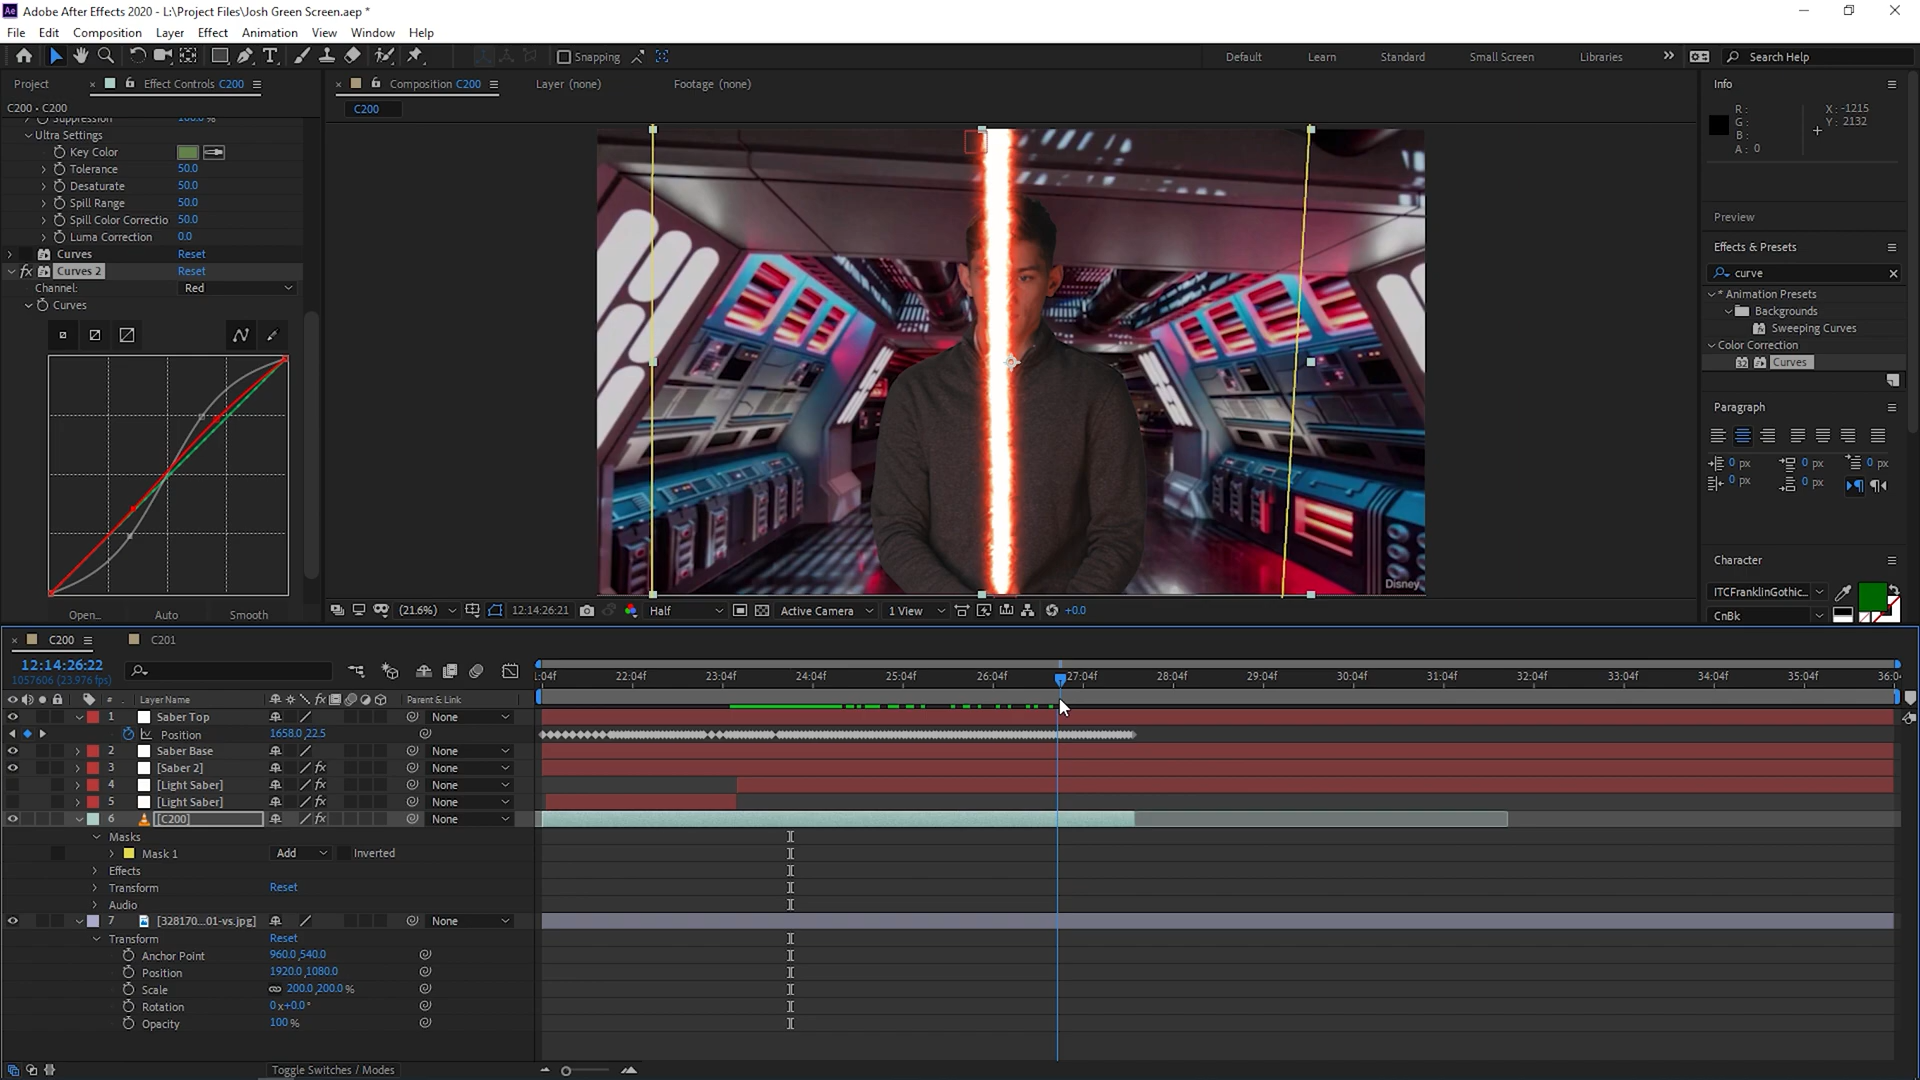 Adobe After Effects 2020 - L:\Project Files\Josh Green Screen.aep *
File Edit Composition Layer Effect Animation View Window Help
Snapping Default Learn Standard Small Screen Libraries Search Help
Project Effect Controls C200 Composition C200 Layer (none) Footage (none) Info
C200 • C200
C200
Suppression 100.0 %
Ultra Settings
Key Color
Tolerance 50.0
Desaturate 50.0
Spill Range 50.0
Spill Color Correctio 50.0
Luma Correction 0.0
Curves Reset
Curves 2 Reset
Channel: Red
Curves
Open... Auto Smooth
Disney
(21.6%) 12:14:26:21 Half Active Camera 1 View +0.0
R: X: -1215
G: Y: 2132
B:
A: 0
Preview
Effects & Presets
curve
* Animation Presets
Backgrounds
Sweeping Curves
Color Correction
32 Curves
Paragraph
0 px 0 px 0 px
0 px 0 px
Character
ITCFranklinGothic...
CnBk
C200 C201
12:14:26:22
1057606 (23.976 fps)
:04f 22:04f 23:04f 24:04f 25:04f 26:04f 27:04f 28:04f 29:04f 30:04f 31:04f 32:04f 33:04f 34:04f 35:04f 36:04
# Layer Name Parent & Link
1 Saber Top None
Position 1658.0,22.5
2 Saber Base None
3 [Saber 2] None
4 [Light Saber] None
5 [Light Saber] None
6 [C200] None
Masks
Mask 1 Add Inverted
Effects
Transform Reset
Audio
7 [328170...01-vs.jpg] None
Transform Reset
Anchor Point 960.0,540.0
Position 1920.0,1080.0
Scale 200.0,200.0 %
Rotation 0 x+0.0 °
Opacity 100 %
Toggle Switches / Modes